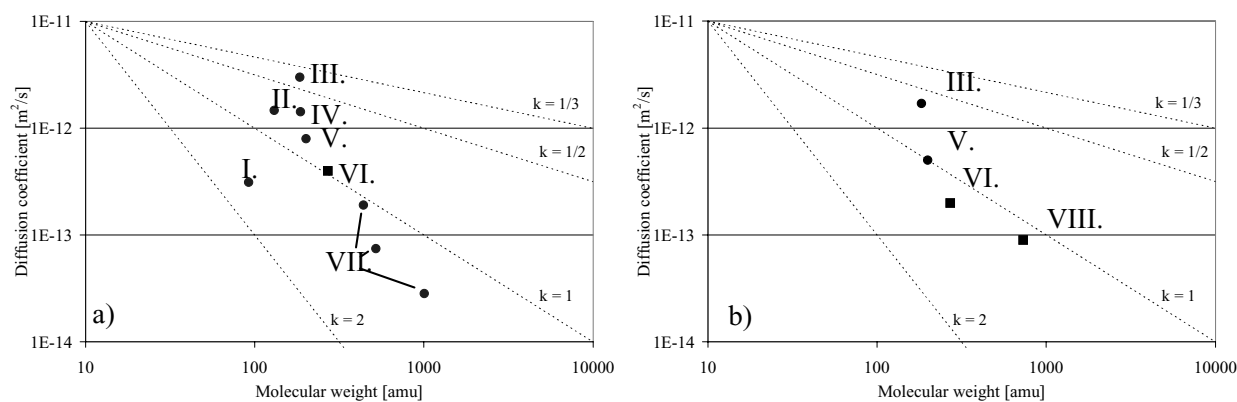 1E-11
1E-12
1E-13
1E-14
Diffusion coefficient [m²/s]
10
100
1000
10000
Molecular weight [amu]
III.
II.
IV.
V.
I.
VI.
VII.
k = 1/3
k = 1/2
k = 1
k = 2
a)
1E-11
1E-12
1E-13
1E-14
Diffusion coefficient [m²/s]
10
100
1000
10000
Molecular weight [amu]
III.
V.
VI.
VIII.
k = 1/3
k = 1/2
k = 1
k = 2
b)